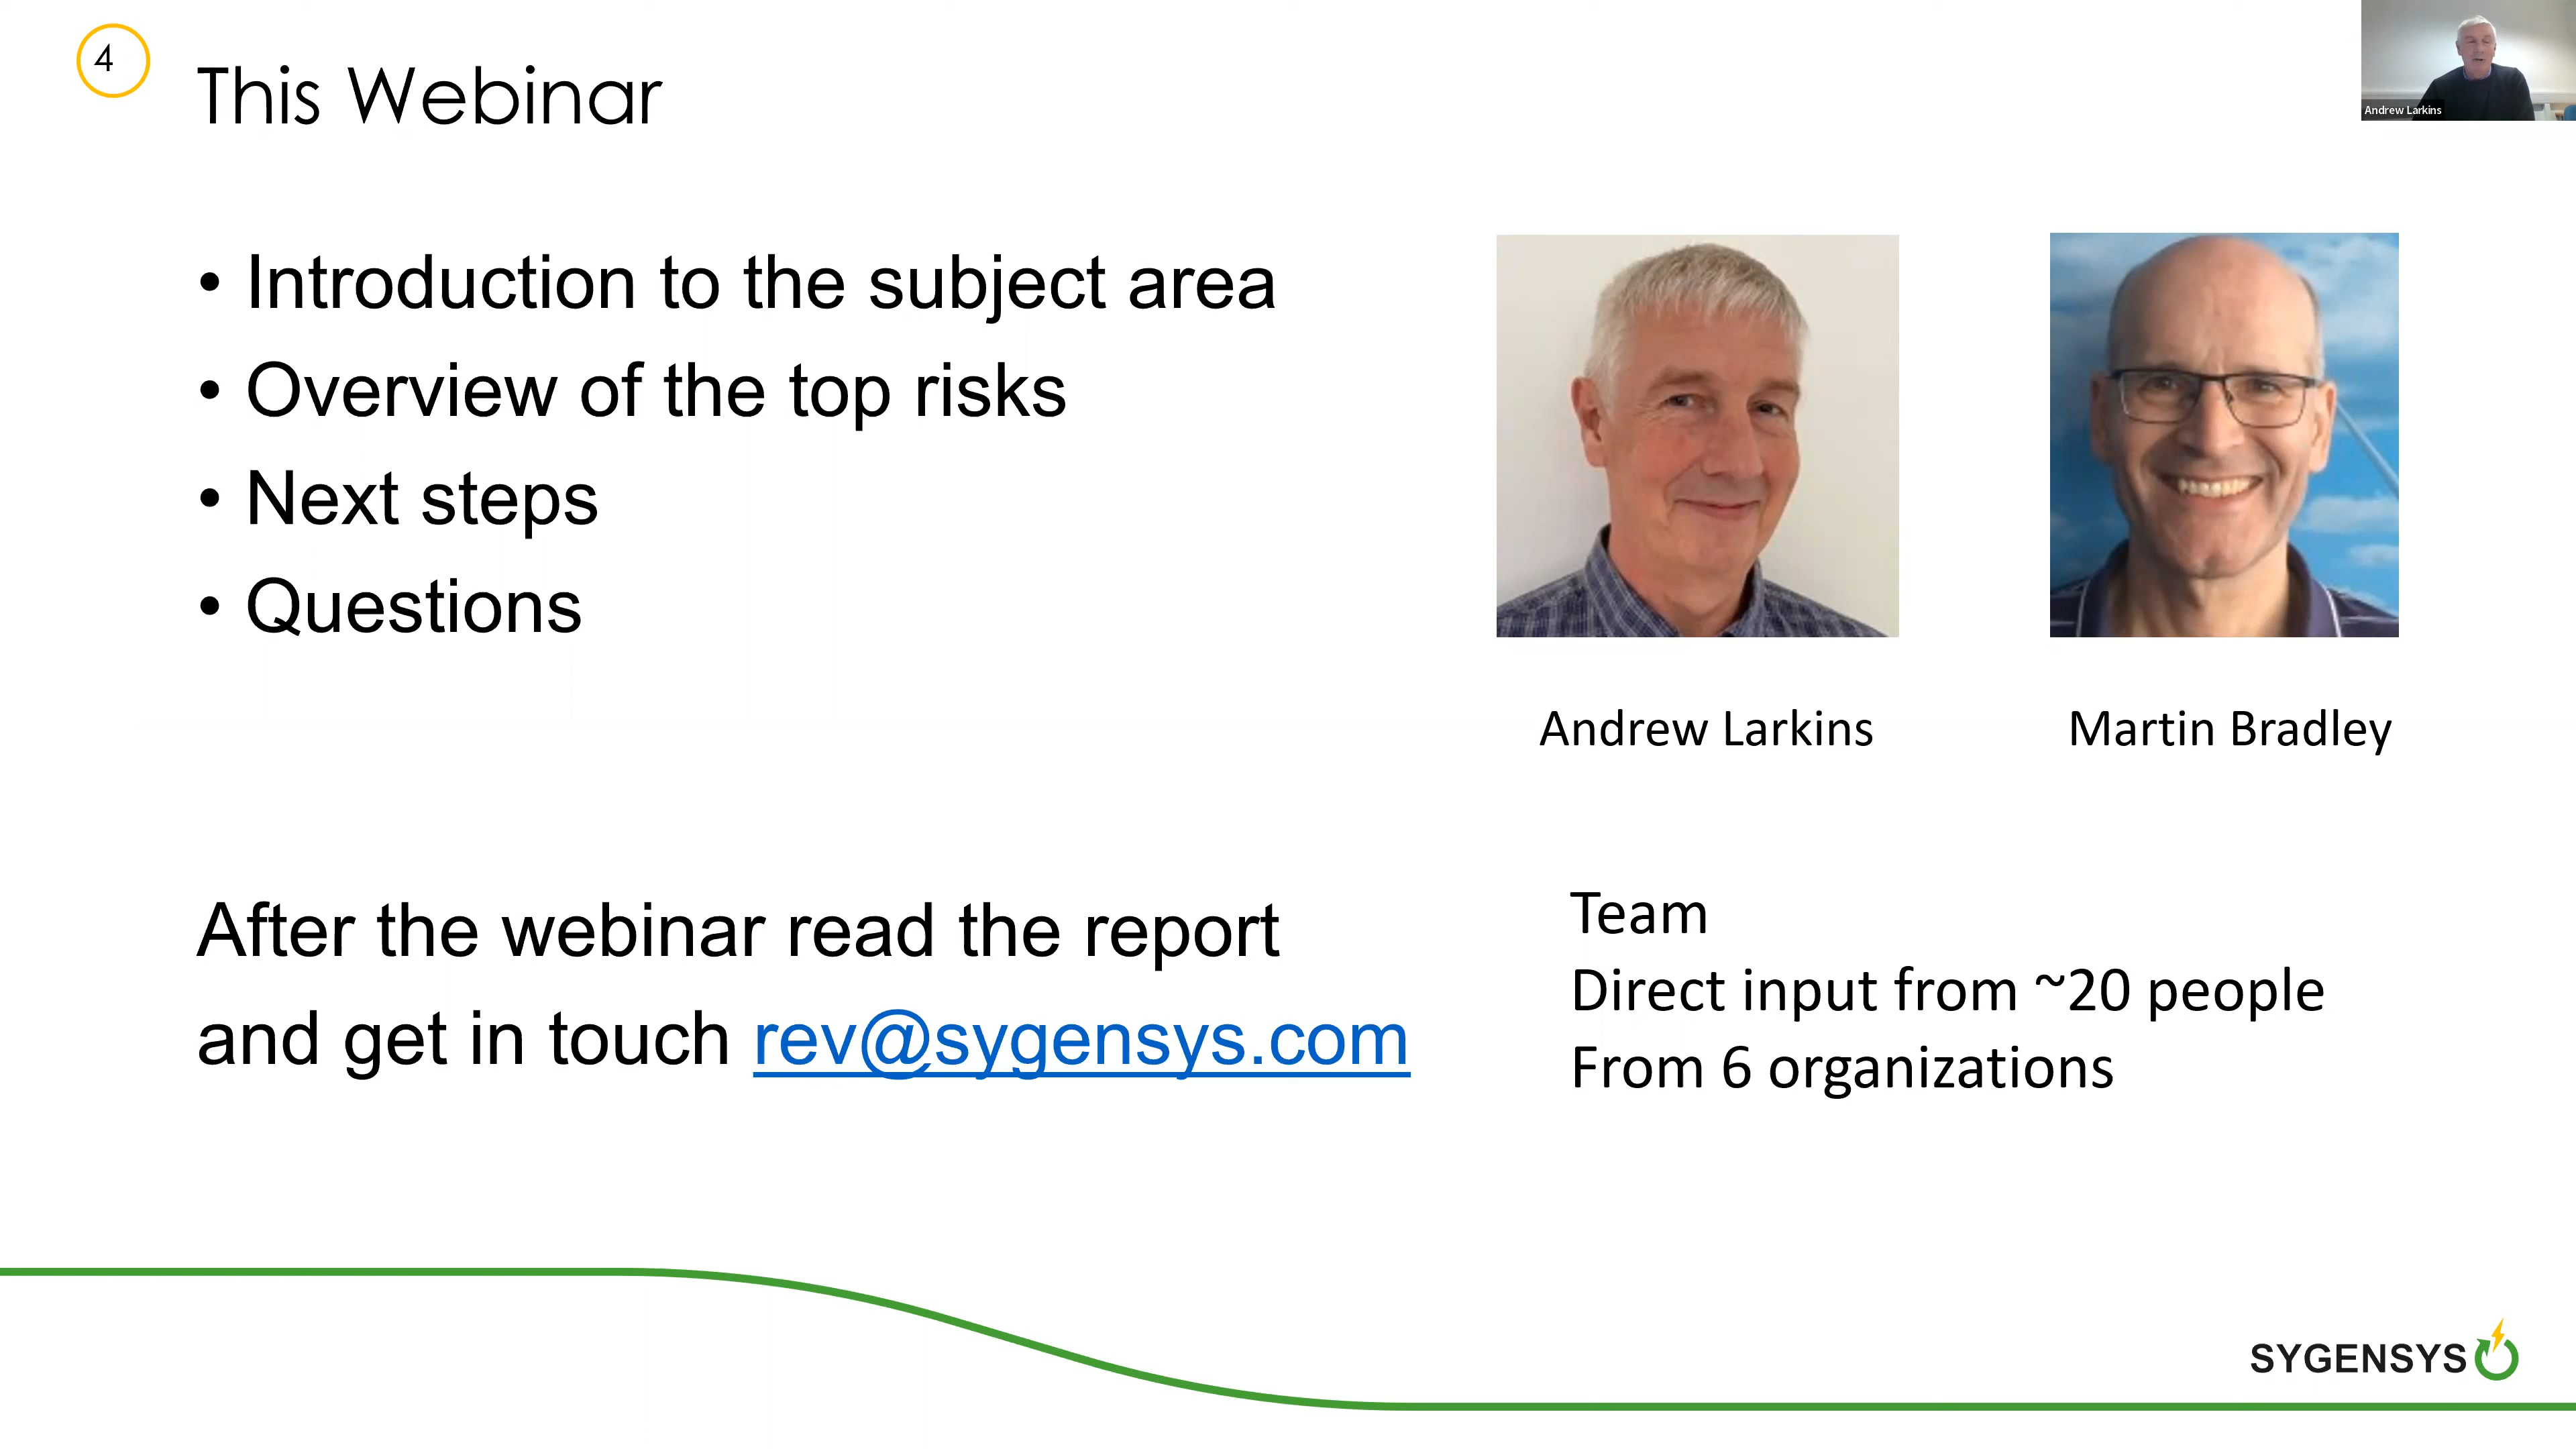 4
This Webinar
Andrew Larkins
• Introduction to the subject area
• Overview of the top risks
• Next steps
• Questions
Andrew Larkins
Martin Bradley
After the webinar read the report
and get in touch rev@sygensys.com
Team
Direct input from ~20 people
From 6 organizations
SYGENSYS